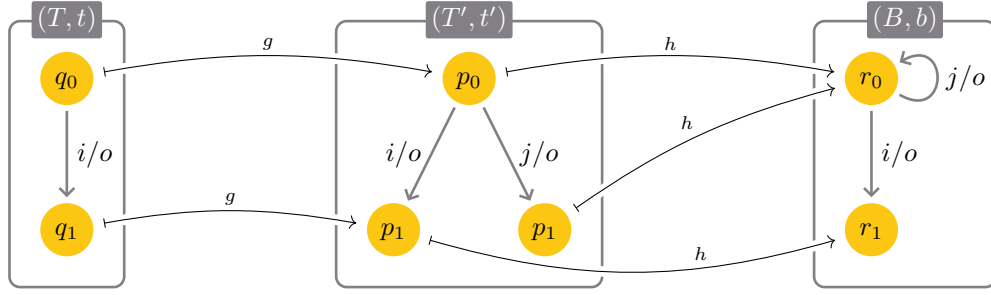 (T, t) (T′, t′) (B, b)
g h
q₀ p₀ r₀ j/o
h
i/o i/o j/o i/o
g
q₁ p₁ p₁ r₁
h